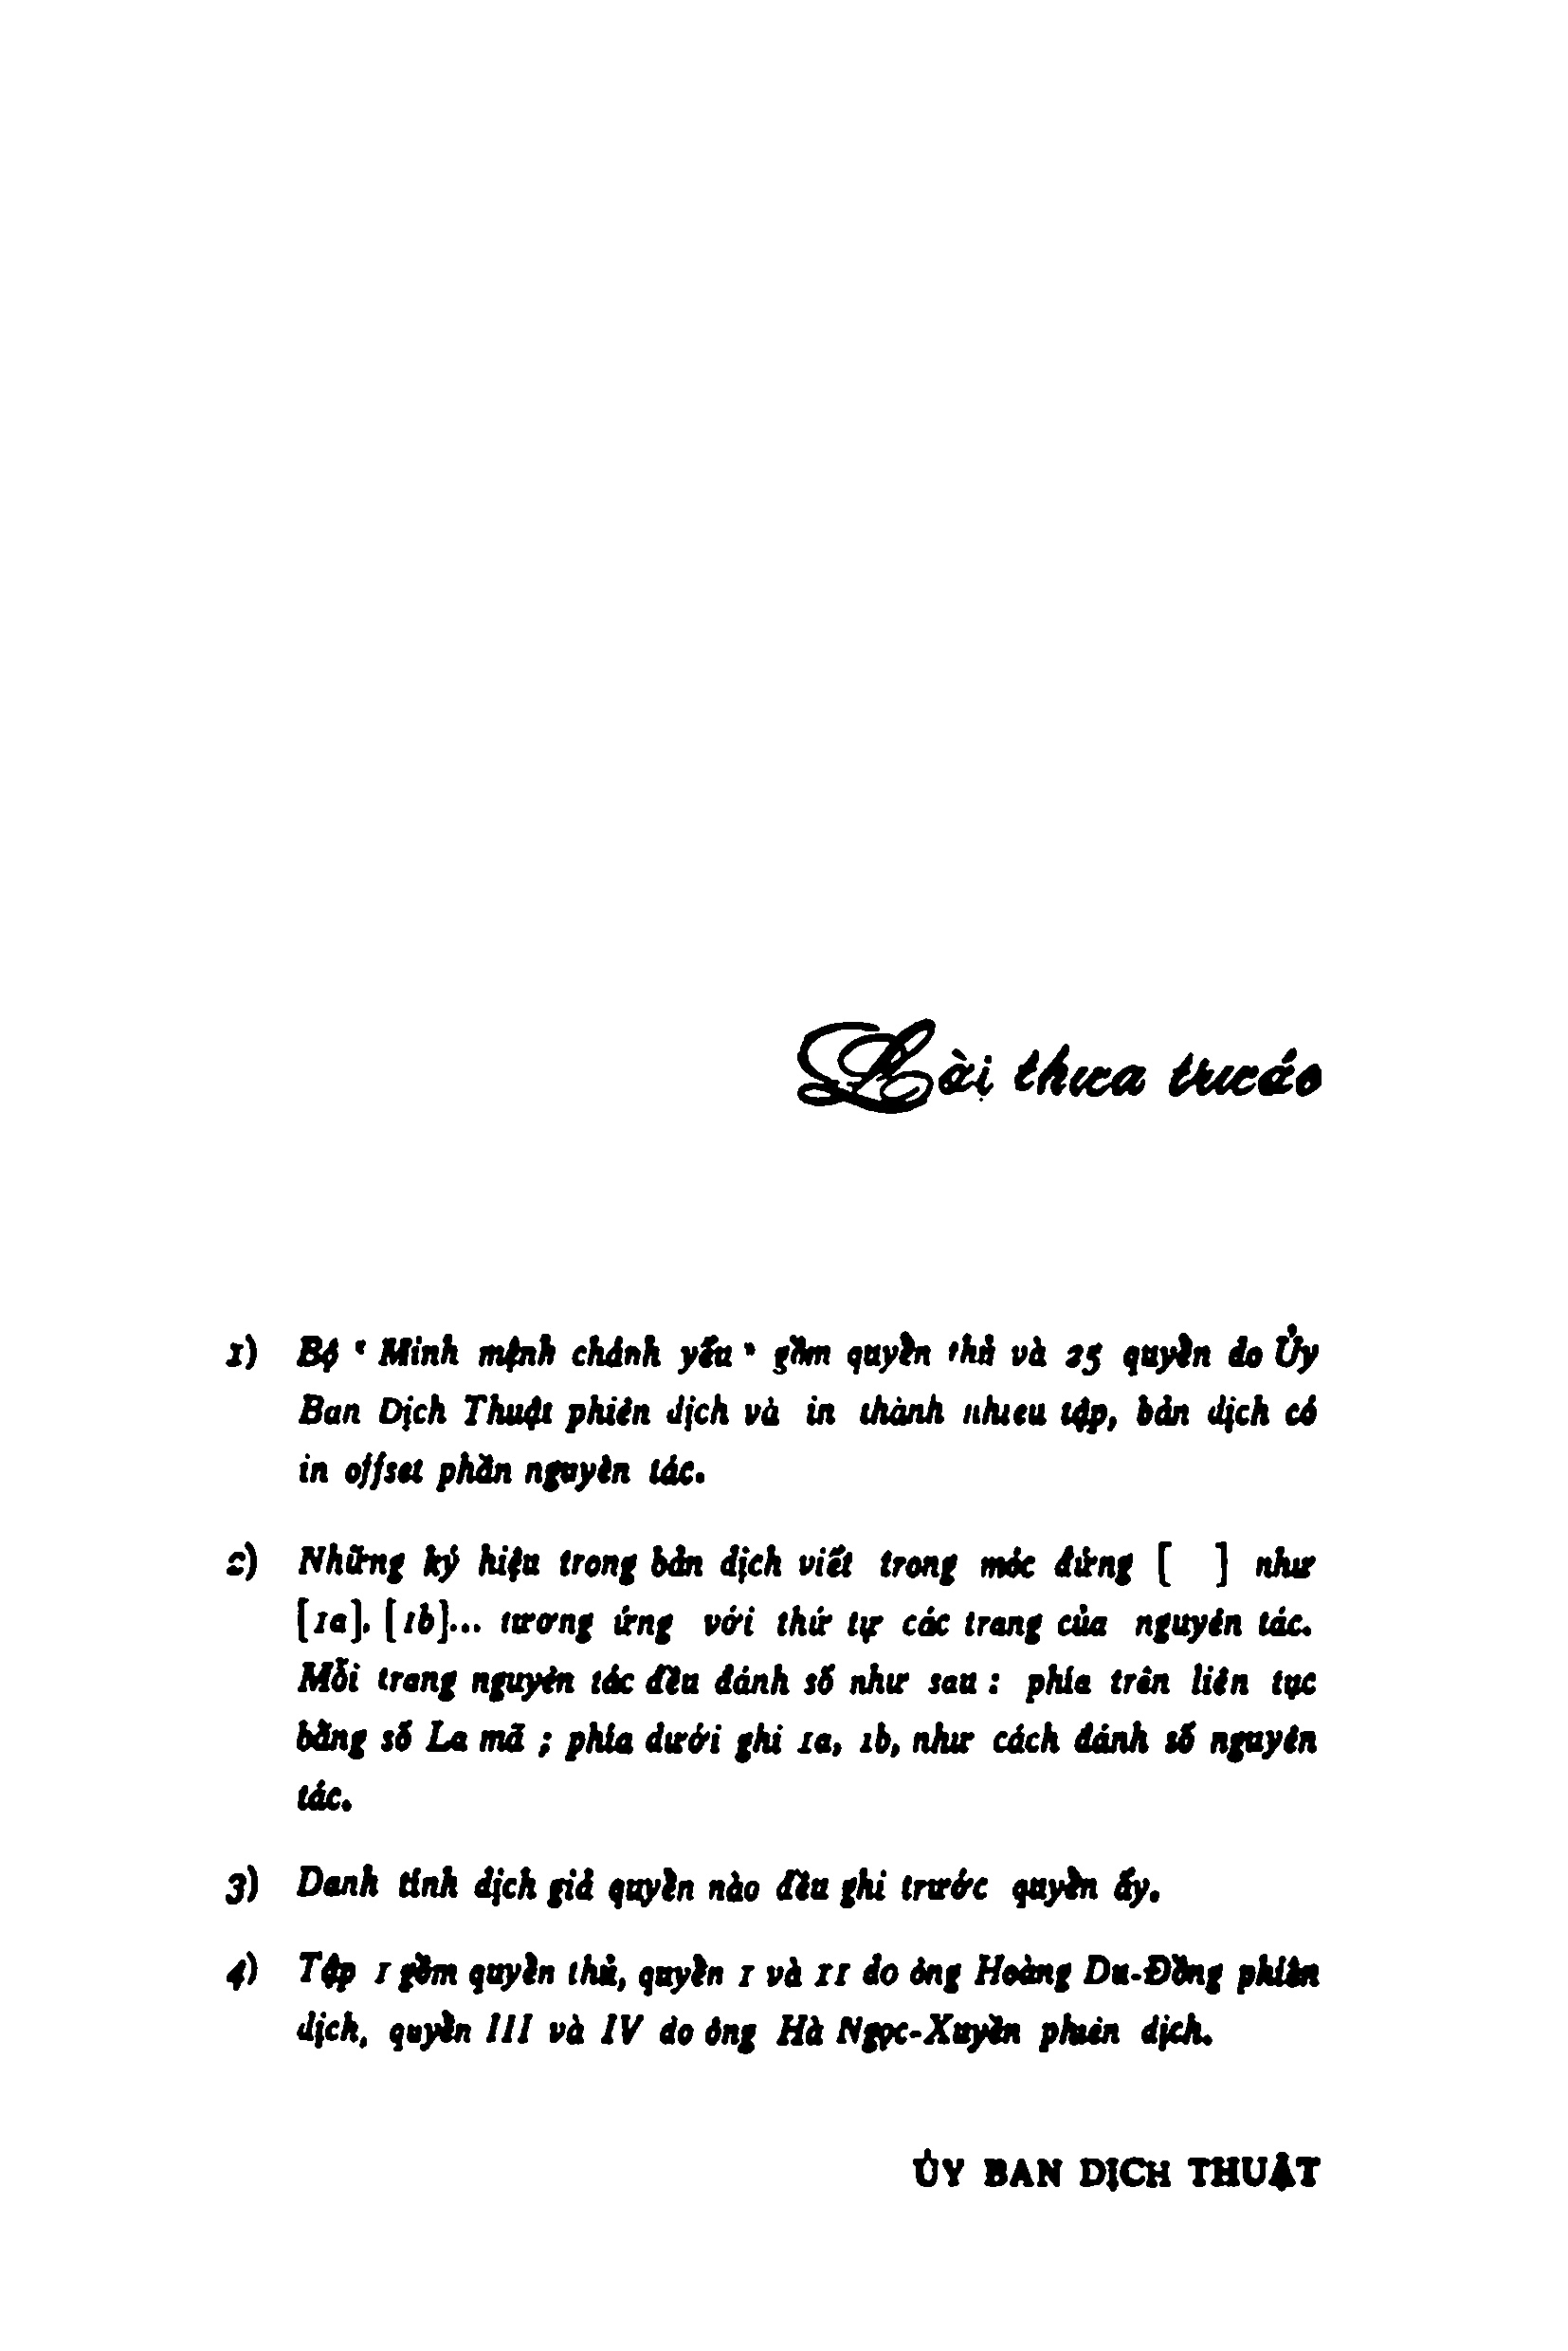 Lời thưa trước
1) Bộ " Minh mệnh chánh yếu " gồm quyển thủ và 25 quyển do Ủy
Ban Dịch Thuật phiên dịch và in thành nhiều tập, bản dịch có
in offset phần nguyên tác.
2) Những ký hiệu trong bản dịch viết trong móc đứng [ ] như
[1a], [1b]... tương ứng với thứ tự các trang của nguyên tác.
Mỗi trang nguyên tác đều đánh số như sau : phía trên liên tục
bằng số La mã ; phía dưới ghi 1a, 1b, như cách đánh số nguyên
tác.
3) Danh tính dịch giả quyển nào đều ghi trước quyển ấy.
4) Tập I gồm quyển thủ, quyển I và II do ông Hoàng Du-Đồng phiên
dịch, quyển III và IV do ông Hà Ngọc-Xuyền phiên dịch.
ỦY BAN DỊCH THUẬT